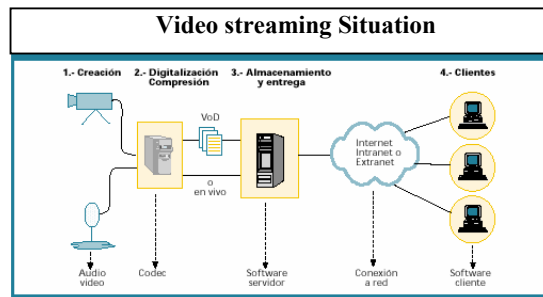 Video streaming Situation
1.- Creación
2.- Digitalización
Compresión
3.- Almacenamiento
y entrega
4.- Clientes
VoD
o
en vivo
Internet
Intranet o
Extranet
Audio
video
Codec
Software
servidor
Conexión
a red
Software
cliente